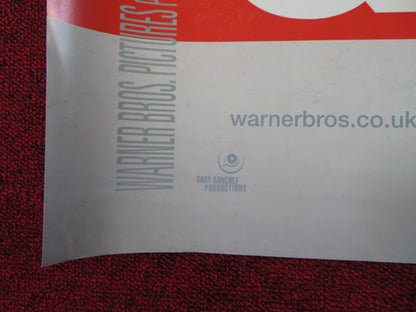 WARNER BROS. PICTURES
warnerbros.co.uk
GARY SANCHEZ
PRODUCTIONS